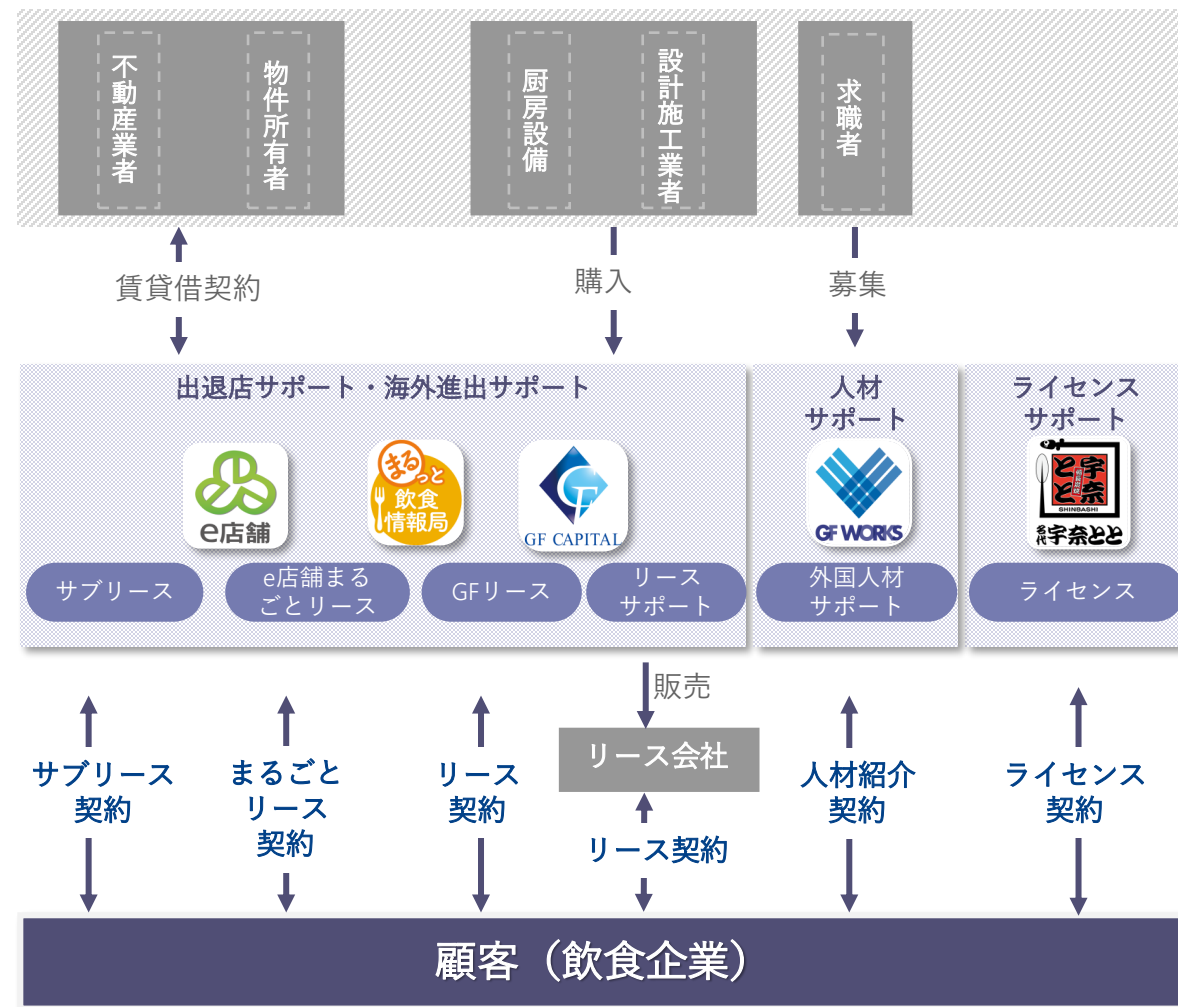 不動産業者
物件所有者
厨房設備
設計施工業者
求職者
賃貸借契約
購入
募集
出退店サポート・海外進出サポート
人材
サポート
ライセンス
サポート
e店舗
まるっと
飲食
情報局
GF CAPITAL
GF WORKS
宇奈
とと
SHINBASHI
名代
宇奈とと
サブリース
e店舗まる
ごとリース
GFリース
リース
サポート
外国人材
サポート
ライセンス
販売
リース会社
サブリース
契約
まるごと
リース
契約
リース
契約
リース契約
人材紹介
契約
ライセンス
契約
顧客（飲食企業）